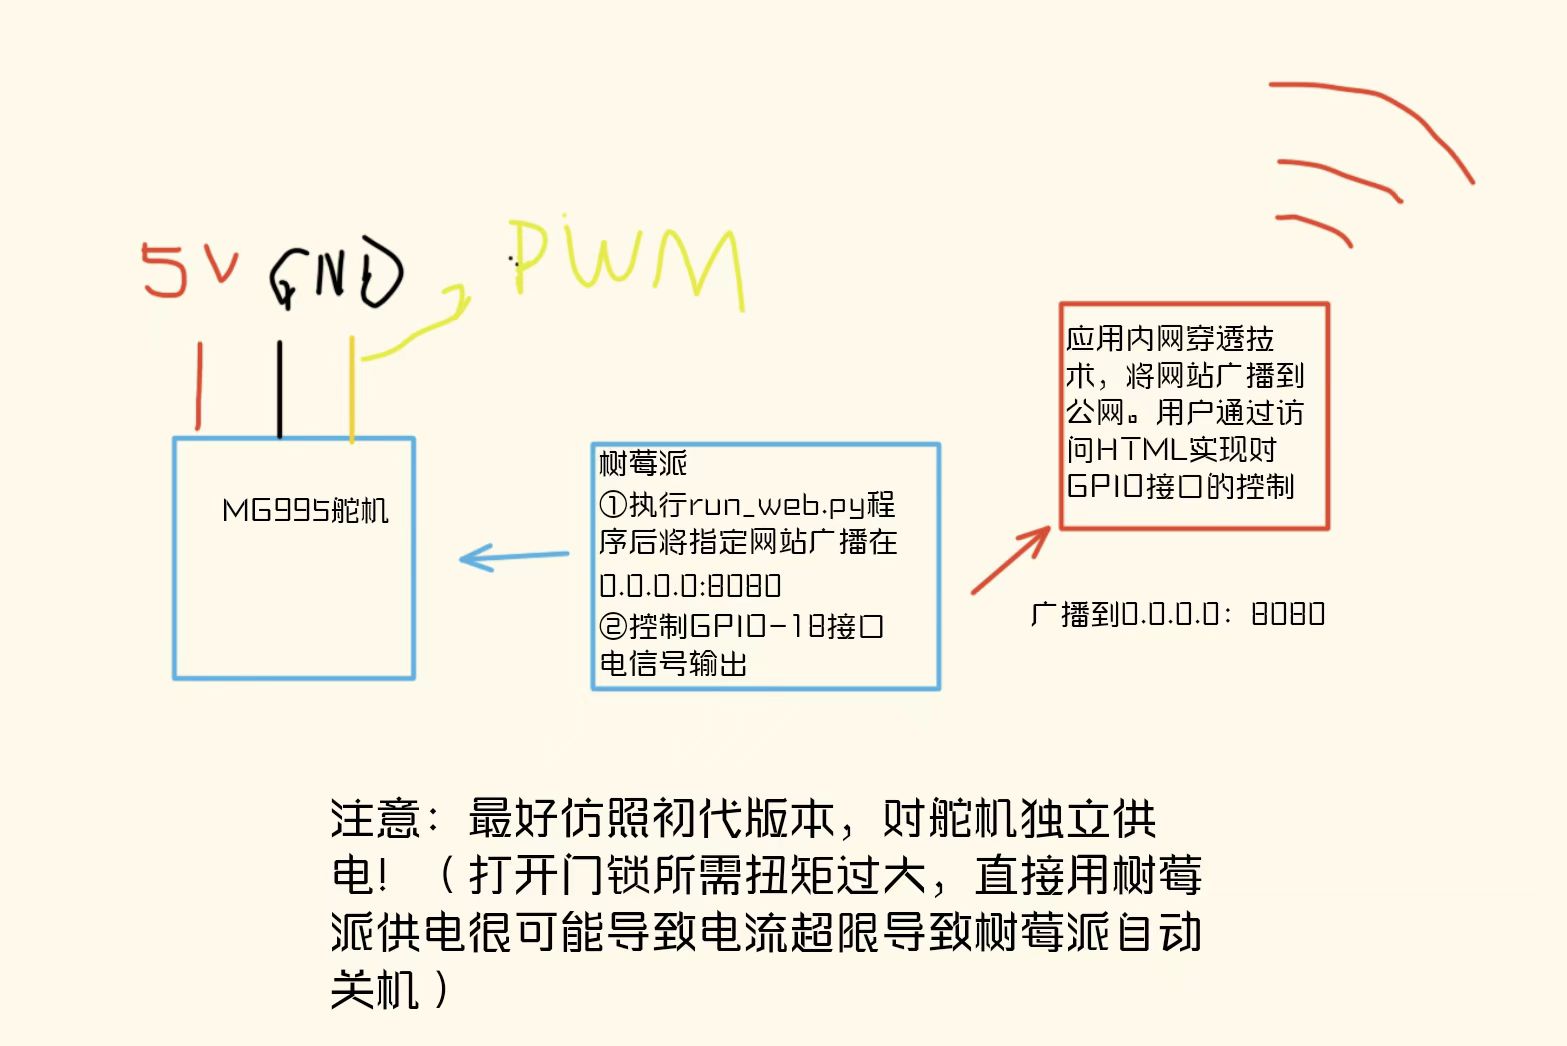 5V GND PWM
MG995舵机
树莓派
①执行run_web.py程
序后将指定网站广播在
0.0.0.0:8080
②控制GPIO-18接口
电信号输出
应用内网穿透技
术，将网站广播到
公网。用户通过访
问HTML实现对
GPIO接口的控制
广播到0.0.0.0：8080
注意：最好仿照初代版本，对舵机独立供
电！（打开门锁所需扭矩过大，直接用树莓
派供电很可能导致电流超限导致树莓派自动
关机）